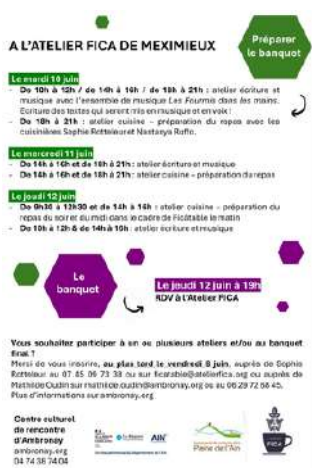 Préparer
le banquet
A L'ATELIER FICA DE MEXIMIEUX
Le mardi 10 juin
- De 10h à 12h / de 14h à 16h / de 18h à 21h : atelier écriture et
musique avec l'ensemble de musique Les Fourmis dans les mains.
Ecriture des textes qui seront mis en musique et en voix !
- De 18h à 21h : atelier cuisine – préparation du repas avec les
cuisinières Sophie Rotteleur et Nastasya
Le mercredi 11 juin
- De 14h à 16h et de 18h à 21h : atelier écriture et musique
- De 14h à 16h et de 18h à 21h : atelier cuisine – préparation du repas
Le jeudi 12 juin
- De 9h30 à 12h30 et de 14h à 16h : atelier cuisine – préparation du
repas du soir et du midi dans le cadre de Ficâtable le matin
- De 10h à 12h & de 14h à 16h : atelier écriture et musique
Le
banquet
Le jeudi 12 juin à 19h
RDV à L'Atelier FICA
Vous souhaitez participer à un ou plusieurs ateliers et/ou au banquet
final ?
Merci de vous inscrire, au plus tard le vendredi 6 juin, auprès de Sophie
Rotteleur au 07 45 06 73 38 ou sur ficatable@atelierfica.org ou auprès de
Mathilde Oudin sur mathilde.oudin@ambronay.org ou au 06 29 72 68 45.
Plus d'informations sur ambronay.org
Centre culturel
de rencontre
d'Ambronay
ambronay.org
04 74 38 74 04
AIN
Plaine de l'Ain
FICA